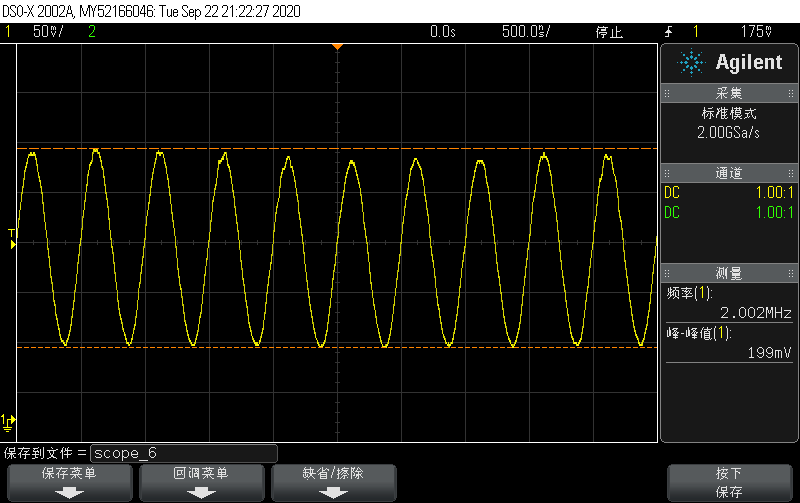 DSO-X 2002A, MY52166046: Tue Sep 22 21:22:27 2020
1 50mV/ 2 0.0s 500.0ns/ 停止 1 175mV
Agilent
采集
标准模式
2.00GSa/s
通道
DC 1.00:1
DC 1.00:1
测量
频率(1):
2.002MHz
峰-峰值(1):
199mV
T
1
保存到文件 = scope_6
保存菜单
回调菜单
缺省/擦除
按下
保存